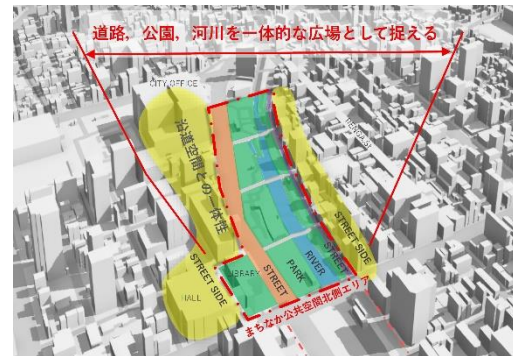 道路，公園，河川を一体的な広場として捉える
CITY OFFICE
沿道空間との一体性
STREET SIDE
HALL
LIBRARY
STREET
PARK
RIVER
STREET
STREET SIDE
まちなか公共空間北側エリア